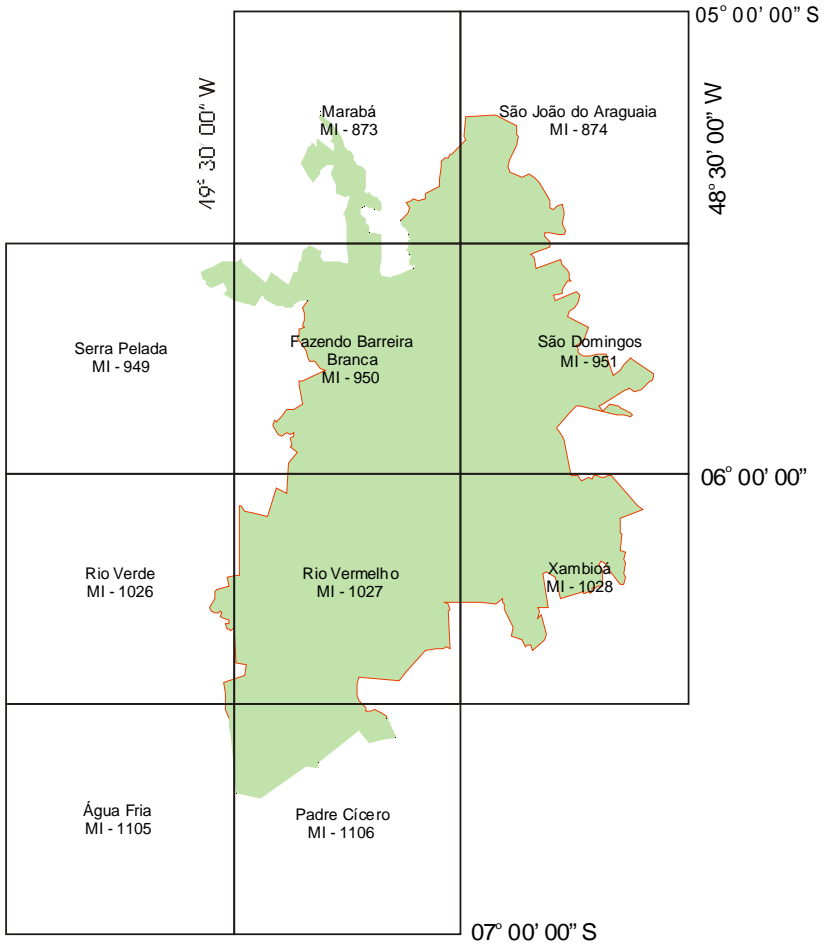 05° 00' 00" S
49° 30' 00" W
48° 30' 00" W
Marabá
MI - 873
São João do Araguaia
MI - 874
Serra Pelada
MI - 949
Fazendo Barreira
Branca
MI - 950
São Domingos
MI - 951
06° 00' 00"
Rio Verde
MI - 1026
Rio Vermelho
MI - 1027
Xambioá
MI - 1028
Água Fria
MI - 1105
Padre Cícero
MI - 1106
07° 00' 00" S